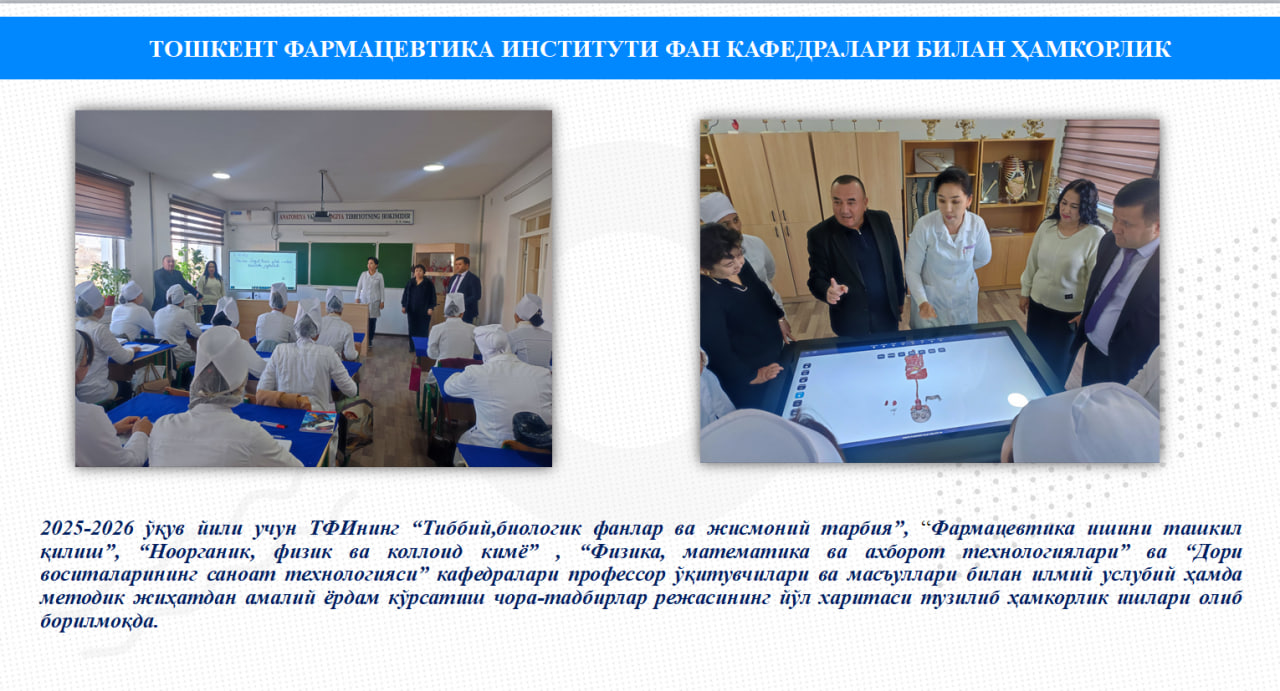 ТОШКЕНТ ФАРМАЦЕВТИКА ИНСТИТУТИ ФАН КАФЕДРАЛАРИ БИЛАН ҲАМКОРЛИК
ANATOMIYA TIBBIYOTNING HOKIMIDIR
2025-2026 ўқув йили учун ТФИнинг “Тиббий,биологик фанлар ва жисмоний тарбия”, “Фармацевтика ишини ташкил
қилиш”, “Ноорганик, физик ва коллоид кимё” , “Физика, математика ва ахборот технологиялари” ва “Дори
воситаларининг саноат технологияси” кафедралари профессор ўқитувчилари ва масъуллари билан илмий услубий ҳамда
методик жиҳатдан амалий ёрдам кўрсатиш чора-тадбирлар режасининг йўл харитаси тузилиб ҳамкорлик ишлари олиб
борилмоқда.